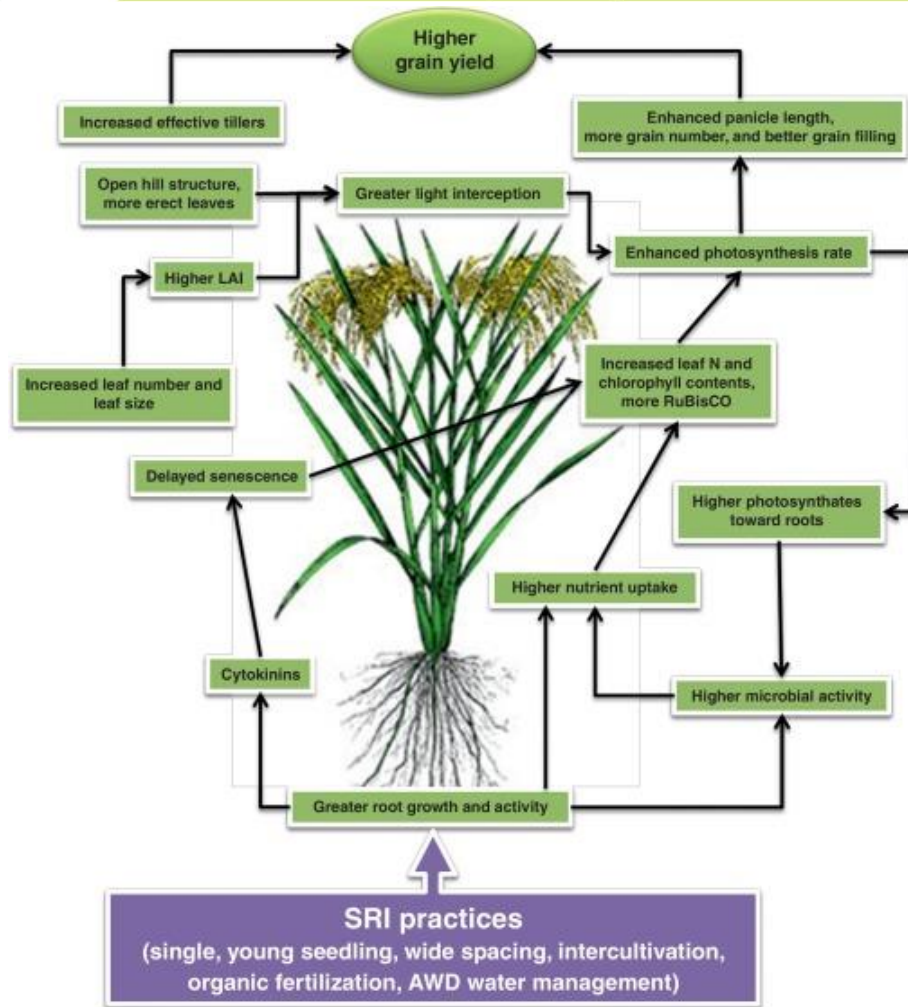 Higher
grain yield
Increased effective tillers
Enhanced panicle length,
more grain number, and better grain filling
Open hill structure,
more erect leaves
Greater light interception
Enhanced photosynthesis rate
Higher LAI
Increased leaf number and
leaf size
Increased leaf N and
chlorophyll contents,
more RuBisCO
Delayed senescence
Higher photosynthates
toward roots
Higher nutrient uptake
Cytokinins
Higher microbial activity
Greater root growth and activity
SRI practices
(single, young seedling, wide spacing, intercultivation,
organic fertilization, AWD water management)